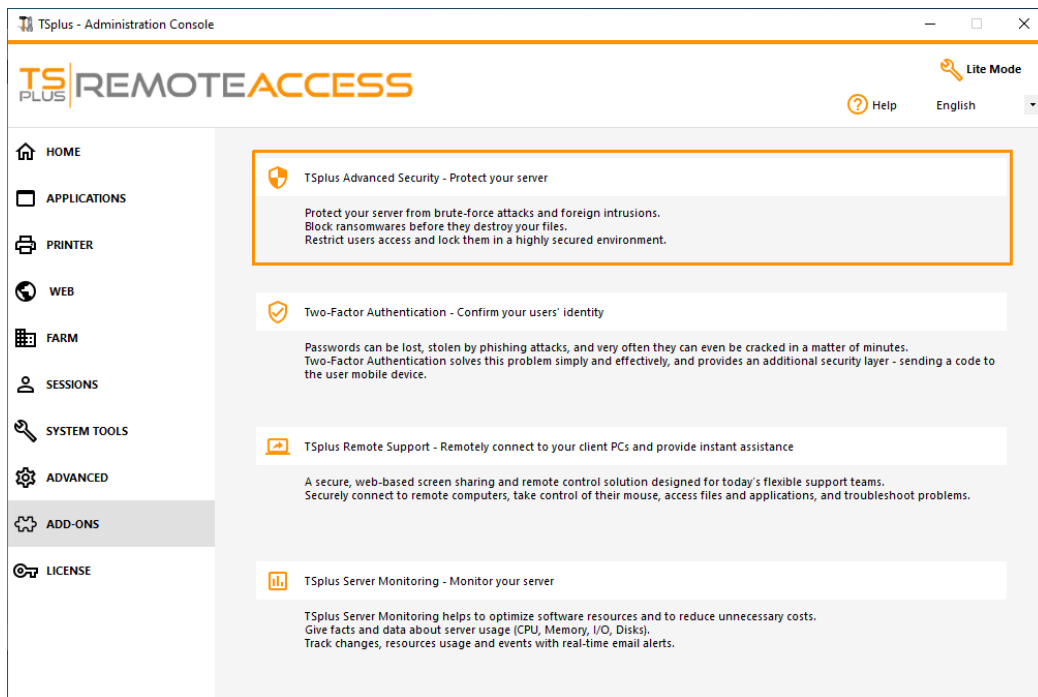 TSplus - Administration Console
TS PLUS REMOTEACCESS
Lite Mode
Help
English
HOME
APPLICATIONS
PRINTER
WEB
FARM
SESSIONS
SYSTEM TOOLS
ADVANCED
ADD-ONS
LICENSE
TSplus Advanced Security - Protect your server
Protect your server from brute-force attacks and foreign intrusions.
Block ransomwares before they destroy your files.
Restrict users access and lock them in a highly secured environment.
Two-Factor Authentication - Confirm your users' identity
Passwords can be lost, stolen by phishing attacks, and very often they can even be cracked in a matter of minutes.
Two-Factor Authentication solves this problem simply and effectively, and provides an additional security layer - sending a code to
the user mobile device.
TSplus Remote Support - Remotely connect to your client PCs and provide instant assistance
A secure, web-based screen sharing and remote control solution designed for today's flexible support teams.
Securely connect to remote computers, take control of their mouse, access files and applications, and troubleshoot problems.
TSplus Server Monitoring - Monitor your server
TSplus Server Monitoring helps to optimize software resources and to reduce unnecessary costs.
Give facts and data about server usage (CPU, Memory, I/O, Disks).
Track changes, resources usage and events with real-time email alerts.